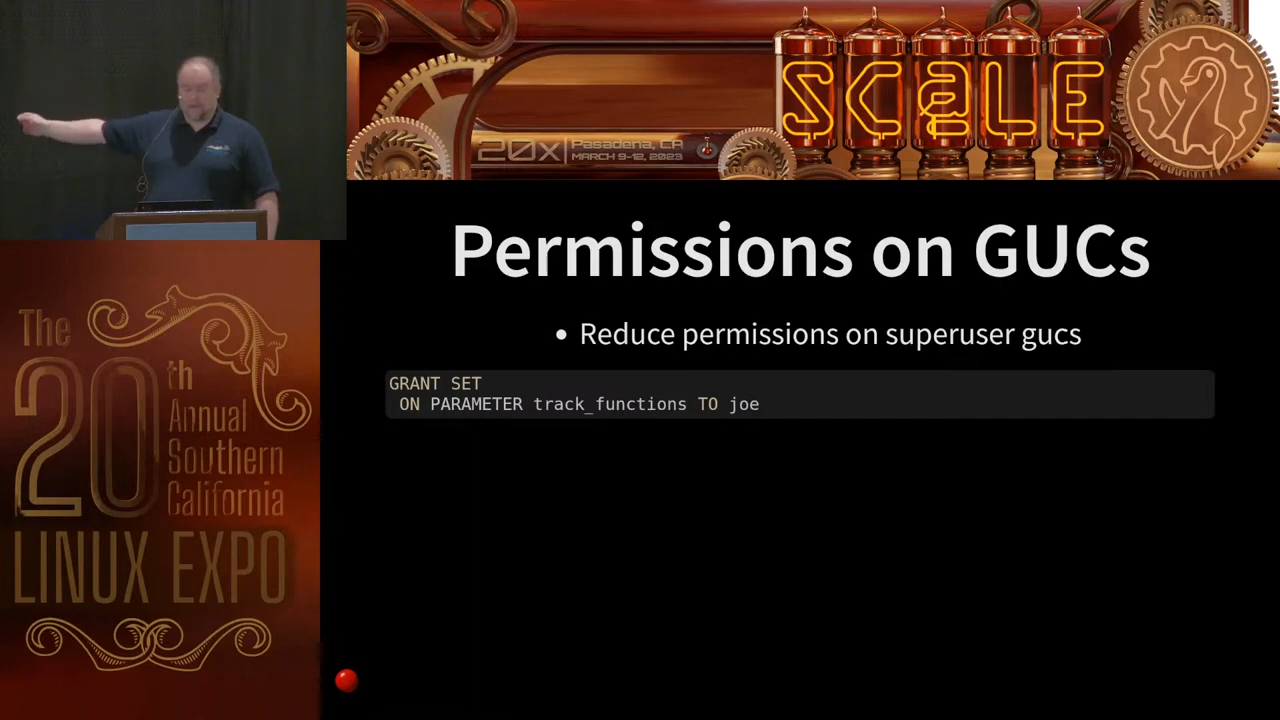 SCaLE
20x
Pasadena, CA
MARCH 9-12, 2023
Permissions on GUCs
• Reduce permissions on superuser gucs
GRANT SET
ON PARAMETER track_functions TO joe
The
20th
Annual
Southern
California
LINUX EXPO